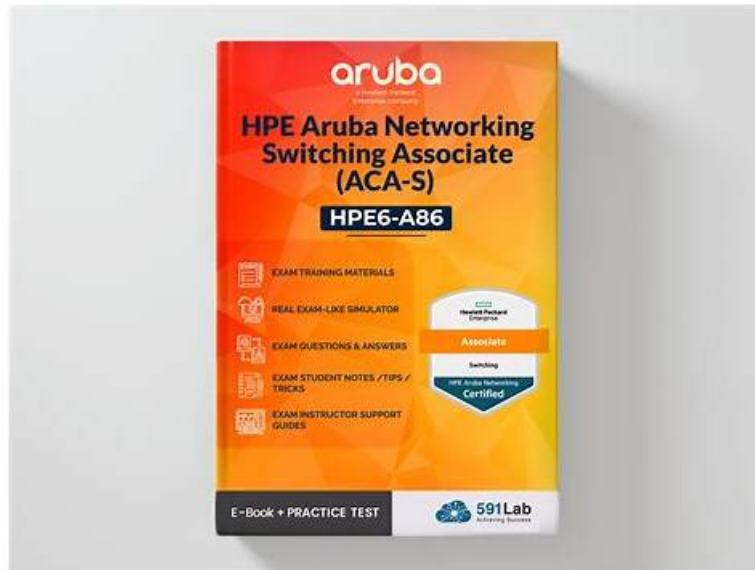 aruba
a Hewlett Packard
Enterprise company
HPE Aruba Networking
Switching Associate
(ACA-S)
HPE6-A86
EXAM TRAINING MATERIALS
REAL EXAM-LIKE SIMULATOR
EXAM QUESTIONS & ANSWERS
EXAM STUDENT NOTES /TIPS /
TRICKS
EXAM INSTRUCTOR SUPPORT
GUIDES
Hewlett Packard
Enterprise
Associate
Switching
HPE Aruba Networking
Certified
E-Book + PRACTICE TEST
591Lab
Achieving Success